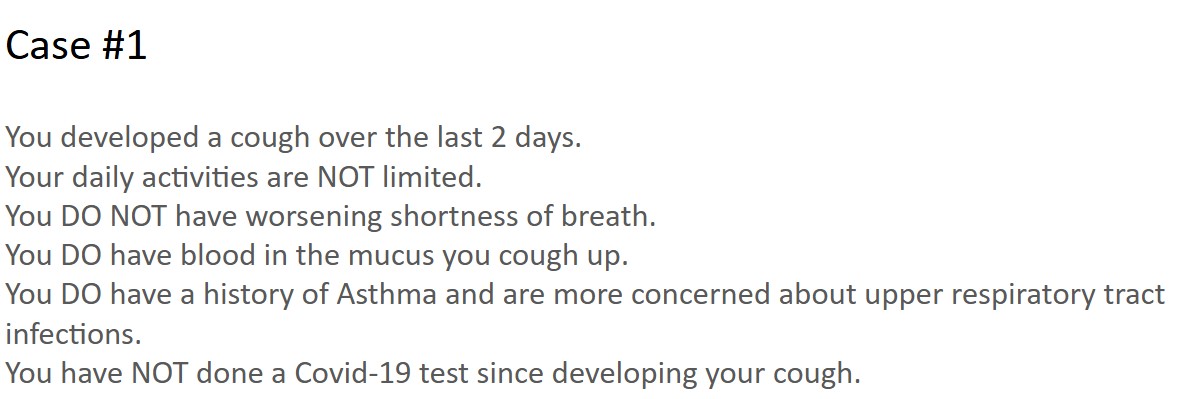 Case #1
You developed a cough over the last 2 days.
Your daily activities are NOT limited.
You DO NOT have worsening shortness of breath.
You DO have blood in the mucus you cough up.
You DO have a history of Asthma and are more concerned about upper respiratory tract
infections.
You have NOT done a Covid-19 test since developing your cough.